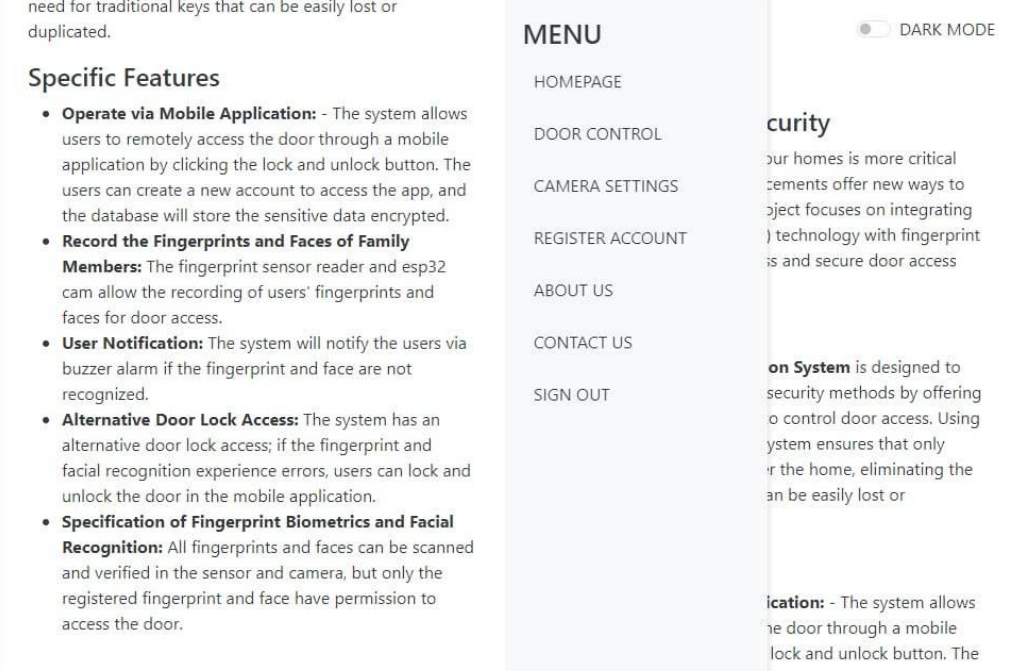 need for traditional keys that can be easily lost or
duplicated.
Specific Features
• Operate via Mobile Application: - The system allows
users to remotely access the door through a mobile
application by clicking the lock and unlock button. The
users can create a new account to access the app, and
the database will store the sensitive data encrypted.
• Record the Fingerprints and Faces of Family
Members: The fingerprint sensor reader and esp32
cam allow the recording of users' fingerprints and
faces for door access.
• User Notification: The system will notify the users via
buzzer alarm if the fingerprint and face are not
recognized.
• Alternative Door Lock Access: The system has an
alternative door lock access; if the fingerprint and
facial recognition experience errors, users can lock and
unlock the door in the mobile application.
• Specification of Fingerprint Biometrics and Facial
Recognition: All fingerprints and faces can be scanned
and verified in the sensor and camera, but only the
registered fingerprint and face have permission to
access the door.
MENU
HOMEPAGE
DOOR CONTROL
CAMERA SETTINGS
REGISTER ACCOUNT
ABOUT US
CONTACT US
SIGN OUT
DARK MODE
curity
our homes is more critical
cements offer new ways to
oject focuses on integrating
) technology with fingerprint
ss and secure door access
on System is designed to
security methods by offering
o control door access. Using
ystem ensures that only
r the home, eliminating the
an be easily lost or
ication: - The system allows
he door through a mobile
lock and unlock button. The